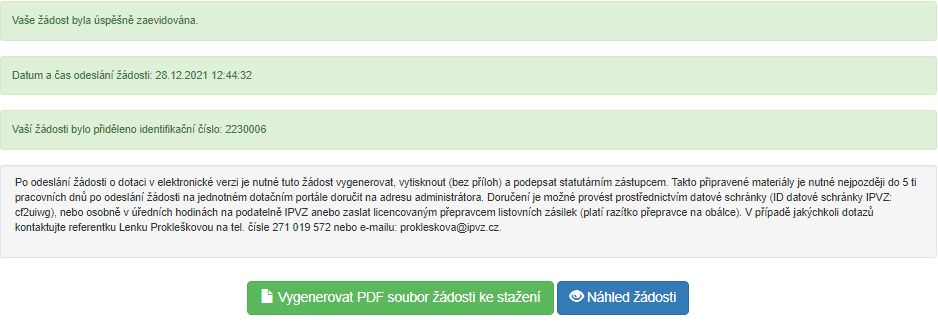 Vaše žádost byla úspěšně zaevidována.
Datum a čas odeslání žádosti: 28.12.2021 12:44:32
Vaší žádosti bylo přiděleno identifikační číslo: 2230006
Po odeslání žádosti o dotaci v elektronické verzi je nutné tuto žádost vygenerovat, vytisknout (bez příloh) a podepsat statutárním zástupcem. Takto připravené materiály je nutné nejpozději do 5 ti
pracovních dnů po odeslání žádosti na jednotném dotačním portále doručit na adresu administrátora. Doručení je možné provést prostřednictvím datové schránky (ID datové schránky IPVZ:
cf2uiwg), nebo osobně v úředních hodinách na podatelně IPVZ anebo zaslat licencovaným přepravcem listovních zásilek (platí razítko přepravce na obálce). V případě jakýchkoli dotazů
kontaktujte referentku Lenku Proklеškovou na tel. čísle 271 019 572 nebo e-mailu: prokleskova@ipvz.cz.
Vygenerovat PDF soubor žádosti ke stažení
Náhled žádosti